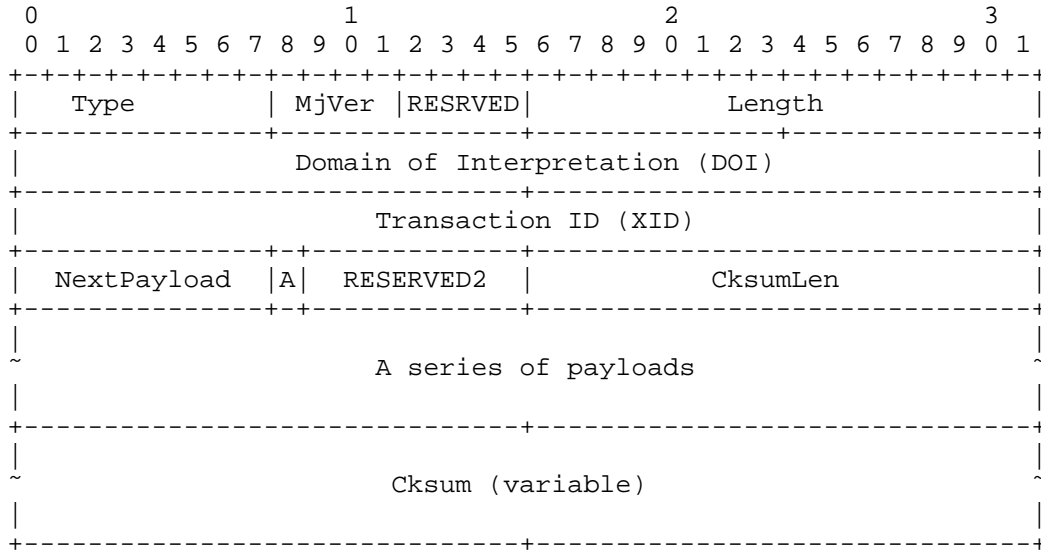 0                   1                   2                   3
 0 1 2 3 4 5 6 7 8 9 0 1 2 3 4 5 6 7 8 9 0 1 2 3 4 5 6 7 8 9 0 1
+-+-+-+-+-+-+-+-+-+-+-+-+-+-+-+-+-+-+-+-+-+-+-+-+-+-+-+-+-+-+-+-+
|   Type        | MjVer |RESRVED|            Length             |
+---------------+---------------+---------------+---------------+
|                 Domain of Interpretation (DOI)                |
+-------------------------------+-------------------------------+
|                      Transaction ID (XID)                     |
+---------------+-+-------------+-------------------------------+
|  NextPayload  |A|  RESERVED2  |           CksumLen            |
+---------------+-+-------------+-------------------------------+
|                                                               |
~                      A series of payloads                     ~
|                                                               |
+-------------------------------+-------------------------------+
|                                                               |
~                       Cksum (variable)                        ~
|                                                               |
+-------------------------------+-------------------------------+